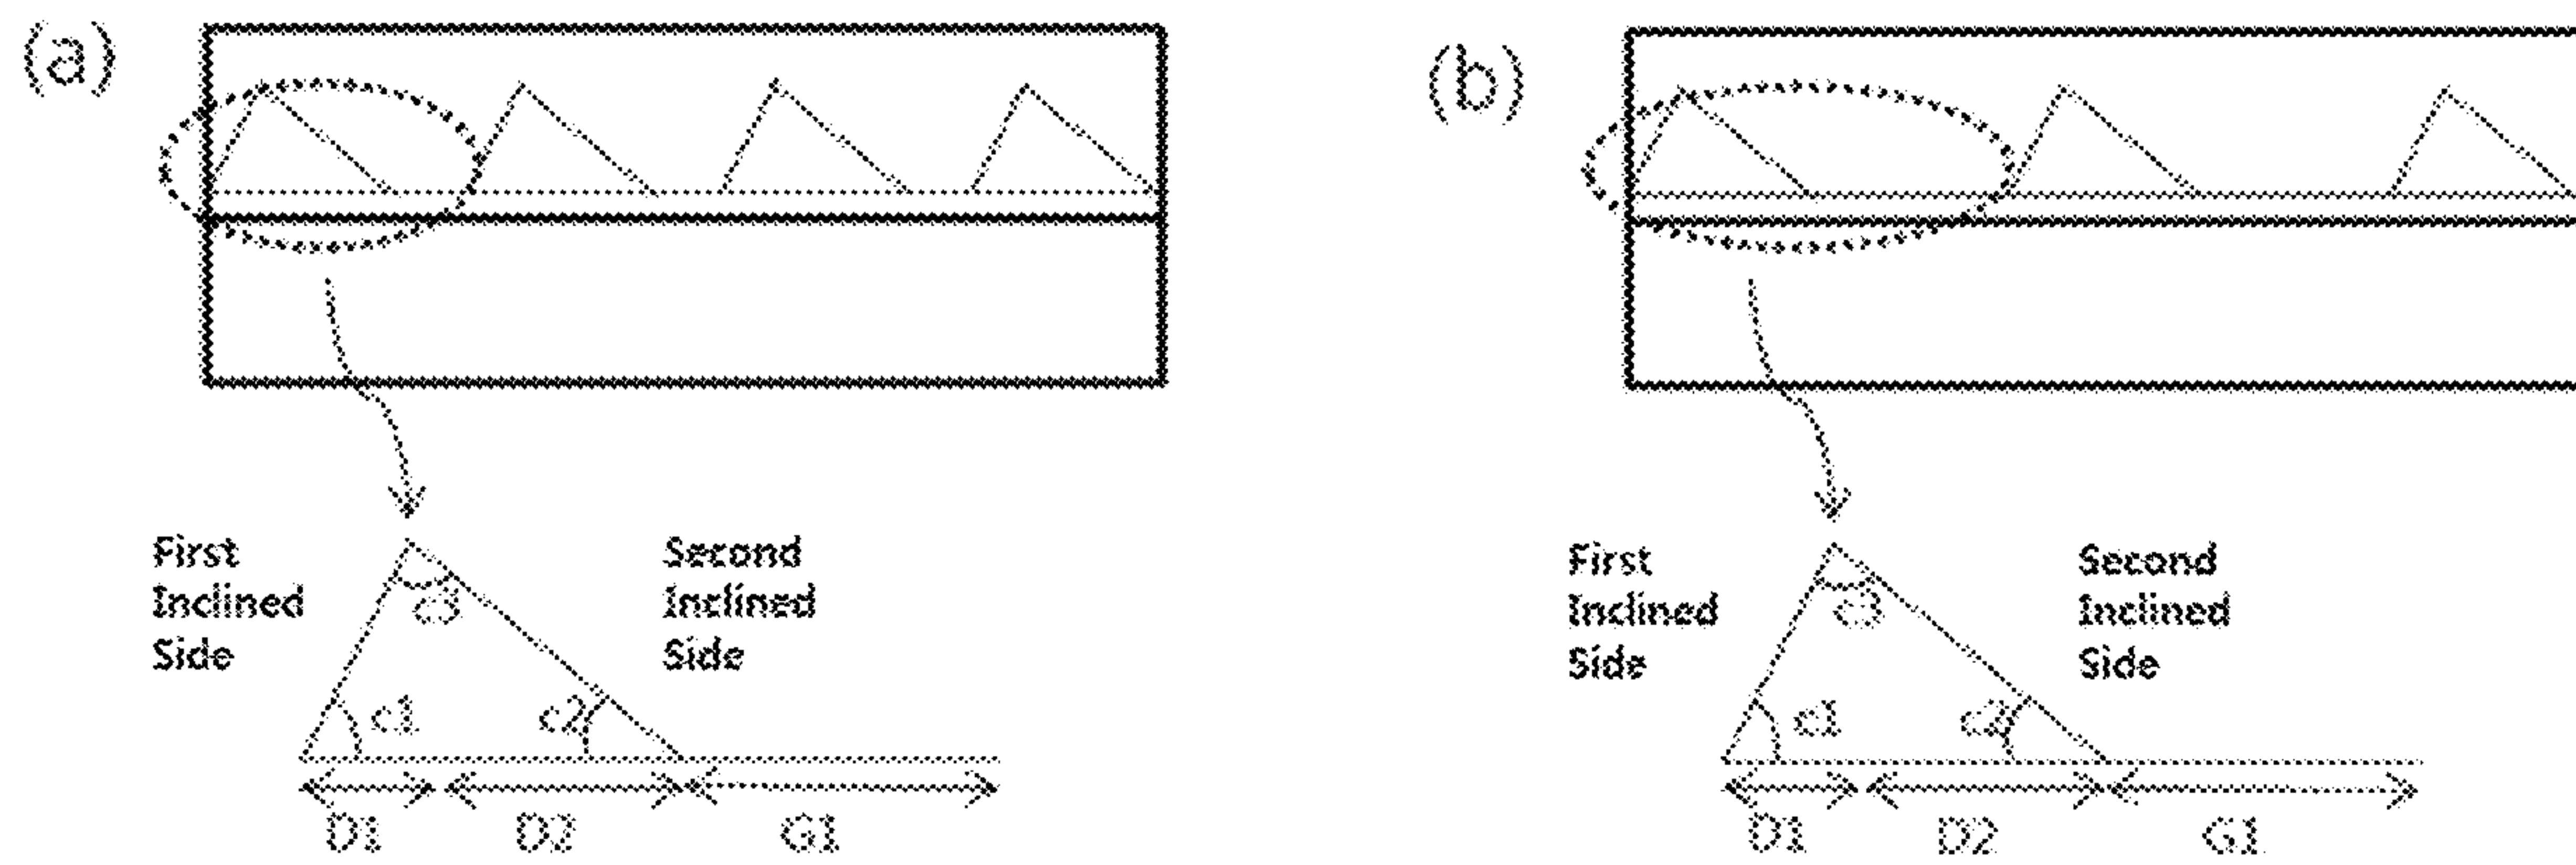 (a)
(b)
First
Inclined
Side
Second
Inclined
Side
c3
c1
c2
D1
D2
G1
First
Inclined
Side
Second
Inclined
Side
c3
c1
c2
D1
D2
G1